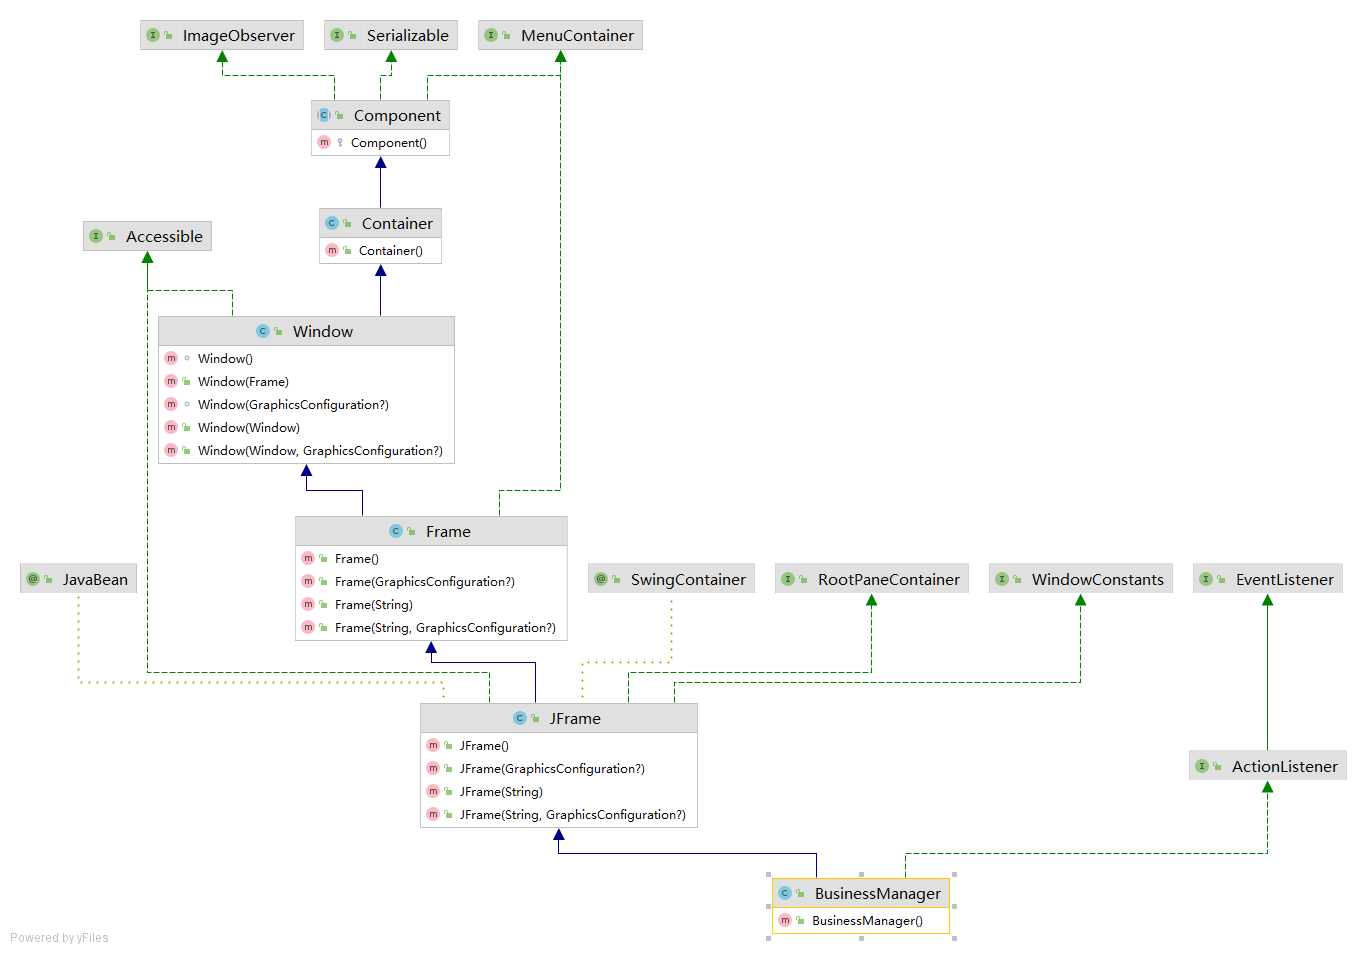 ImageObserver
Serializable
MenuContainer
Component
Component()
Container
Container()
Accessible
Window
Window()
Window(Frame)
Window(GraphicsConfiguration?)
Window(Window)
Window(Window, GraphicsConfiguration?)
Frame
Frame()
Frame(GraphicsConfiguration?)
Frame(String)
Frame(String, GraphicsConfiguration?)
JavaBean
SwingContainer
RootPaneContainer
WindowConstants
EventListener
JFrame
JFrame()
JFrame(GraphicsConfiguration?)
JFrame(String)
JFrame(String, GraphicsConfiguration?)
ActionListener
BusinessManager
BusinessManager()
Powered by yFiles